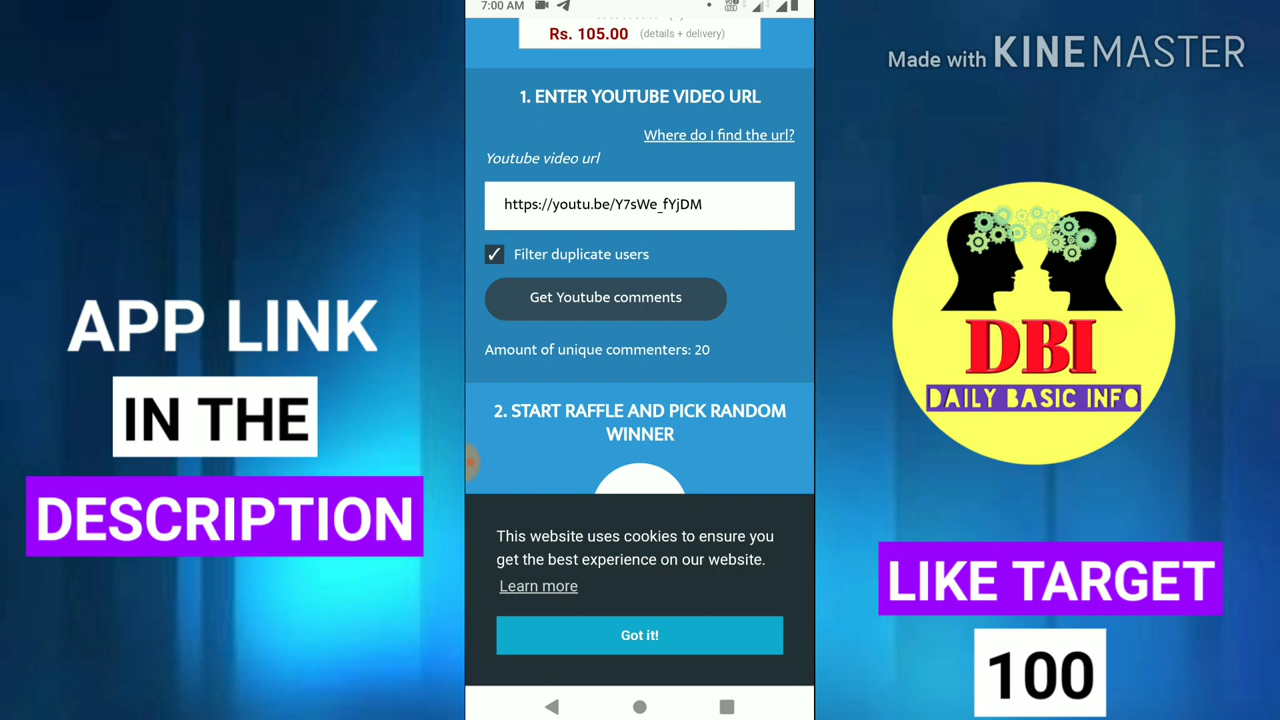 7:00 AM
Rs. 105.00 (details + delivery)
1. ENTER YOUTUBE VIDEO URL
Where do I find the url?
Youtube video url
https://youtu.be/Y7sWe_fYjDM
Filter duplicate users
Get Youtube comments
Amount of unique commenters: 20
2. START RAFFLE AND PICK RANDOM
WINNER
This website uses cookies to ensure you
get the best experience on our website.
Learn more
Got it!
APP LINK
IN THE
DESCRIPTION
Made with KINEMASTER
DBI
DAILY BASIC INFO
LIKE TARGET
100